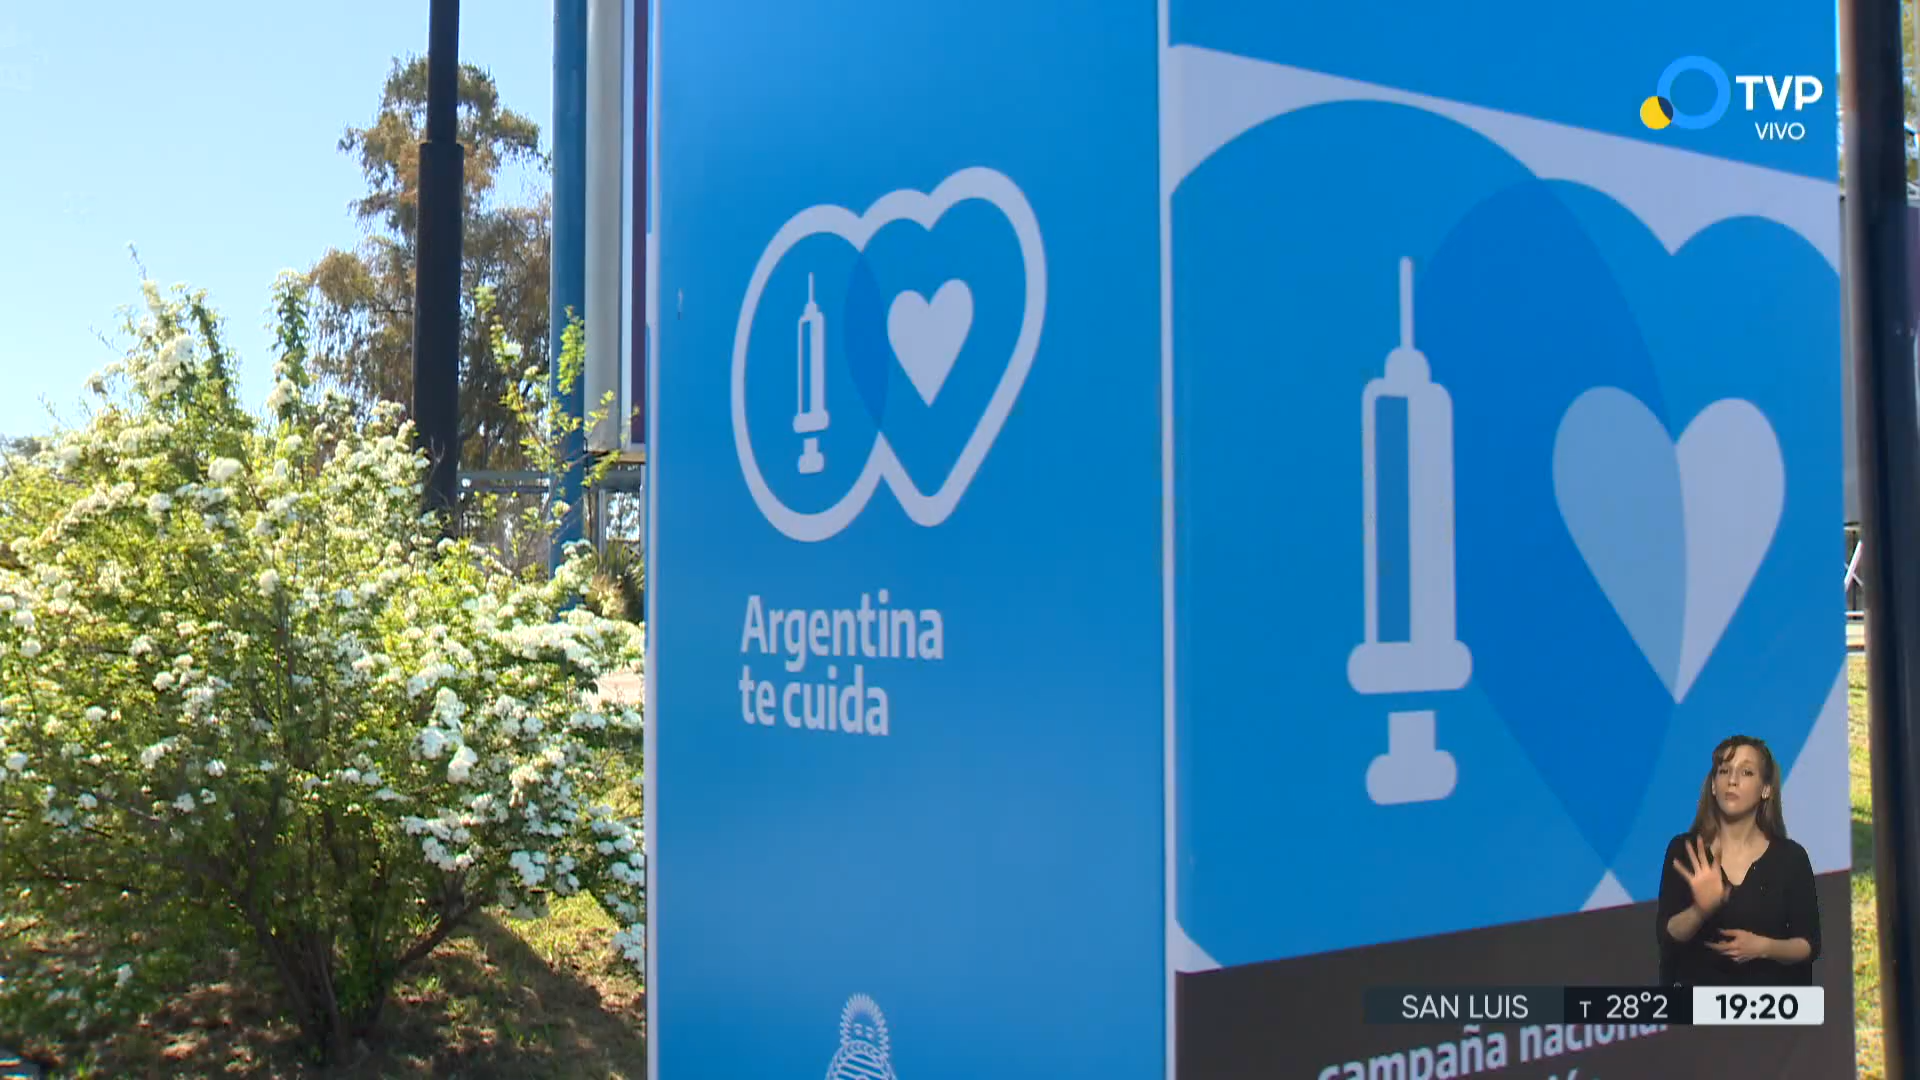 TVP
VIVO
Argentina
te cuida
SAN LUIS T 28°2 19:20
campaña nacional